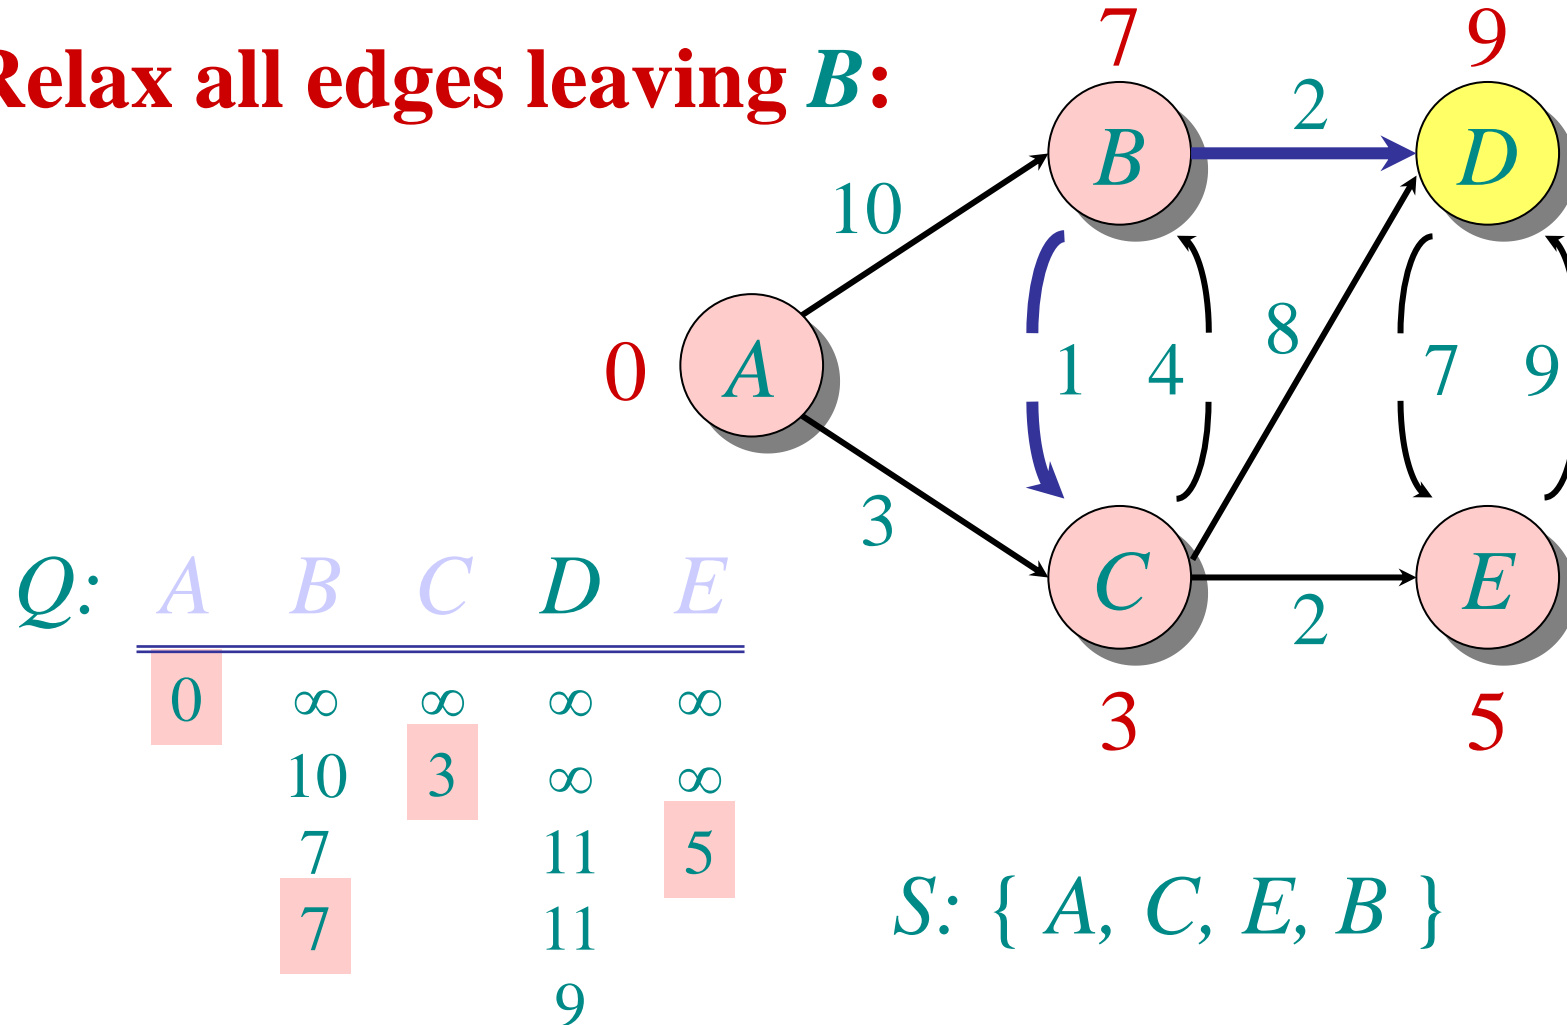 Relax all edges leaving B:
7 9
B 2 D
10
0 A 1 4 8 7 9
3
C 2 E
3 5
Q: A B C D E
0 ∞ ∞ ∞ ∞
10 3 ∞ ∞
7 11 5
7 11
9
S: { A, C, E, B }